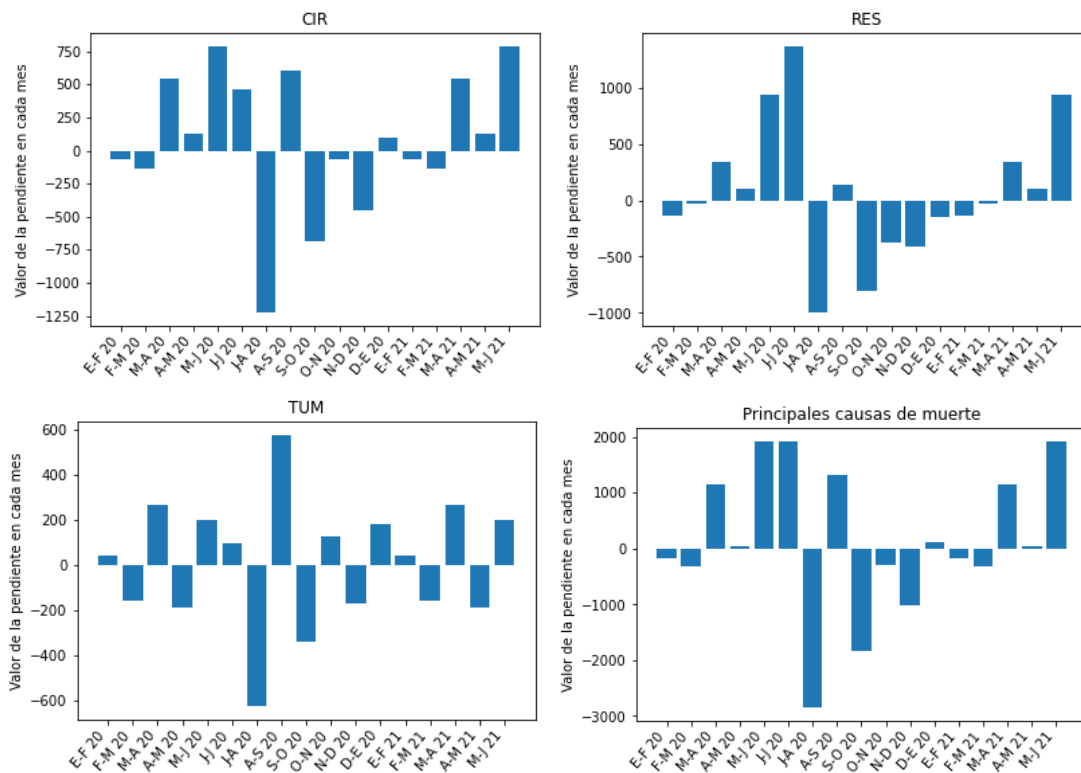 CIR
Valor de la pendiente en cada mes
750
500
250
0
−250
−500
−750
−1000
−1250
E-F 20
F-M 20
M-A 20
A-M 20
M-J 20
J-J 20
J-A 20
A-S 20
S-O 20
O-N 20
N-D 20
D-E 20
E-F 21
F-M 21
M-A 21
A-M 21
M-J 21
RES
Valor de la pendiente en cada mes
1000
500
0
−500
−1000
E-F 20
F-M 20
M-A 20
A-M 20
M-J 20
J-J 20
J-A 20
A-S 20
S-O 20
O-N 20
N-D 20
D-E 20
E-F 21
F-M 21
M-A 21
A-M 21
M-J 21
TUM
Valor de la pendiente en cada mes
600
400
200
0
−200
−400
−600
E-F 20
F-M 20
M-A 20
A-M 20
M-J 20
J-J 20
J-A 20
A-S 20
S-O 20
O-N 20
N-D 20
D-E 20
E-F 21
F-M 21
M-A 21
A-M 21
M-J 21
Principales causas de muerte
Valor de la pendiente en cada mes
2000
1000
0
−1000
−2000
−3000
E-F 20
F-M 20
M-A 20
A-M 20
M-J 20
J-J 20
J-A 20
A-S 20
S-O 20
O-N 20
N-D 20
D-E 20
E-F 21
F-M 21
M-A 21
A-M 21
M-J 21